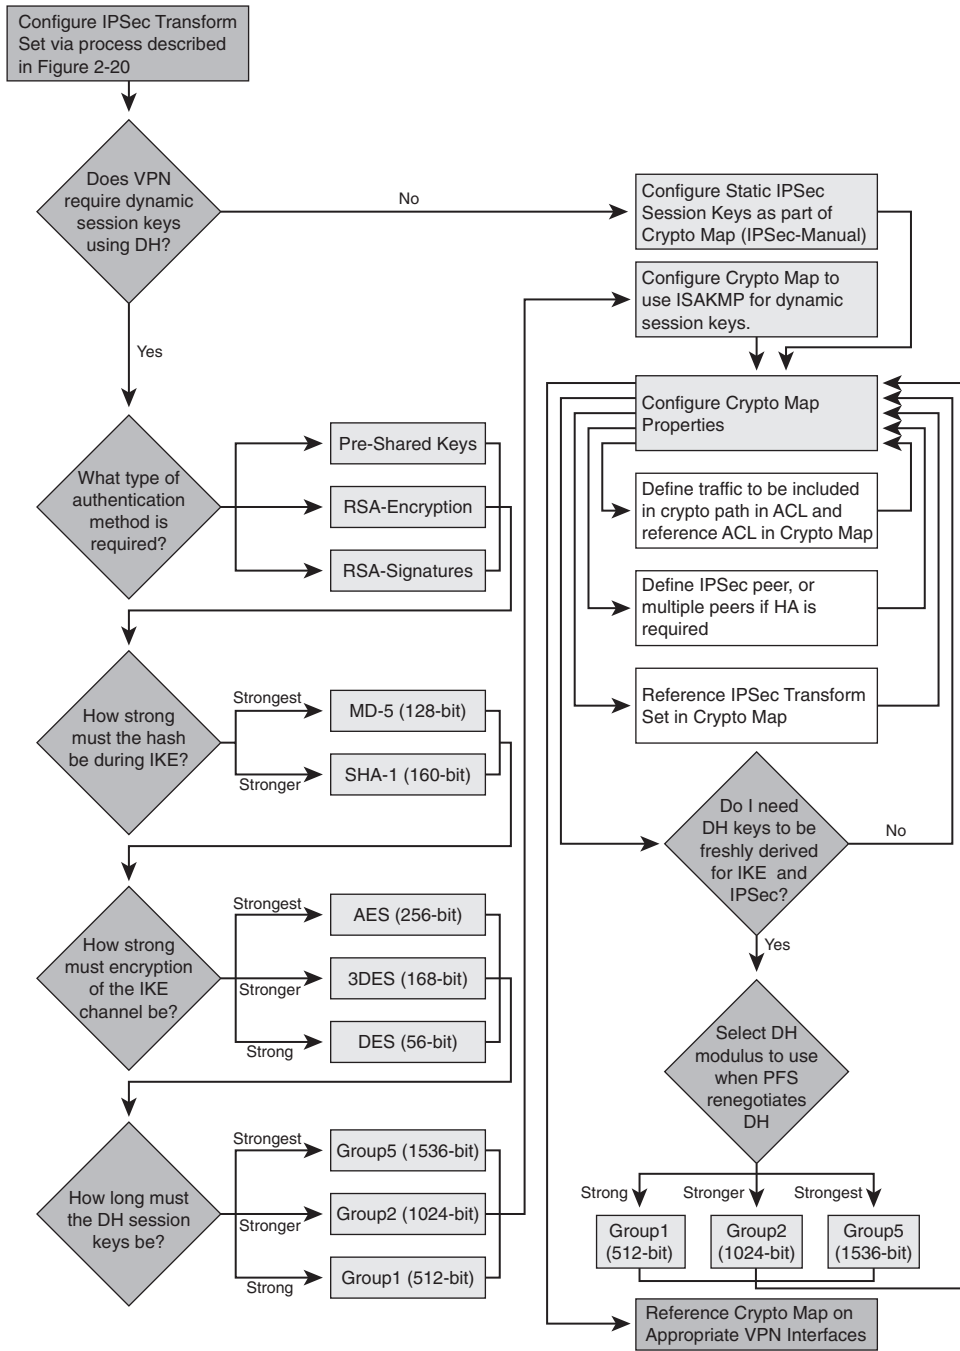 Configure IPSec Transform
Set via process described
in Figure 2-20
Does VPN
require dynamic
session keys
using DH?
No
Yes
Configure Static IPSec
Session Keys as part of
Crypto Map (IPSec-Manual)
Configure Crypto Map to
use ISAKMP for dynamic
session keys.
What type of
authentication
method is
required?
Pre-Shared Keys
RSA-Encryption
RSA-Signatures
How strong
must the hash
be during IKE?
Strongest
MD-5 (128-bit)
Stronger
SHA-1 (160-bit)
How strong
must encryption
of the IKE
channel be?
Strongest
AES (256-bit)
Stronger
3DES (168-bit)
Strong
DES (56-bit)
How long must
the DH session
keys be?
Strongest
Group5 (1536-bit)
Stronger
Group2 (1024-bit)
Strong
Group1 (512-bit)
Configure Crypto Map
Properties
Define traffic to be included
in crypto path in ACL and
reference ACL in Crypto Map
Define IPSec peer, or
multiple peers if HA is
required
Reference IPSec Transform
Set in Crypto Map
Do I need
DH keys to be
freshly derived
for IKE and
IPSec?
No
Yes
Select DH
modulus to use
when PFS
renegotiates
DH
Strong
Stronger
Strongest
Group1
(512-bit)
Group2
(1024-bit)
Group5
(1536-bit)
Reference Crypto Map on
Appropriate VPN Interfaces